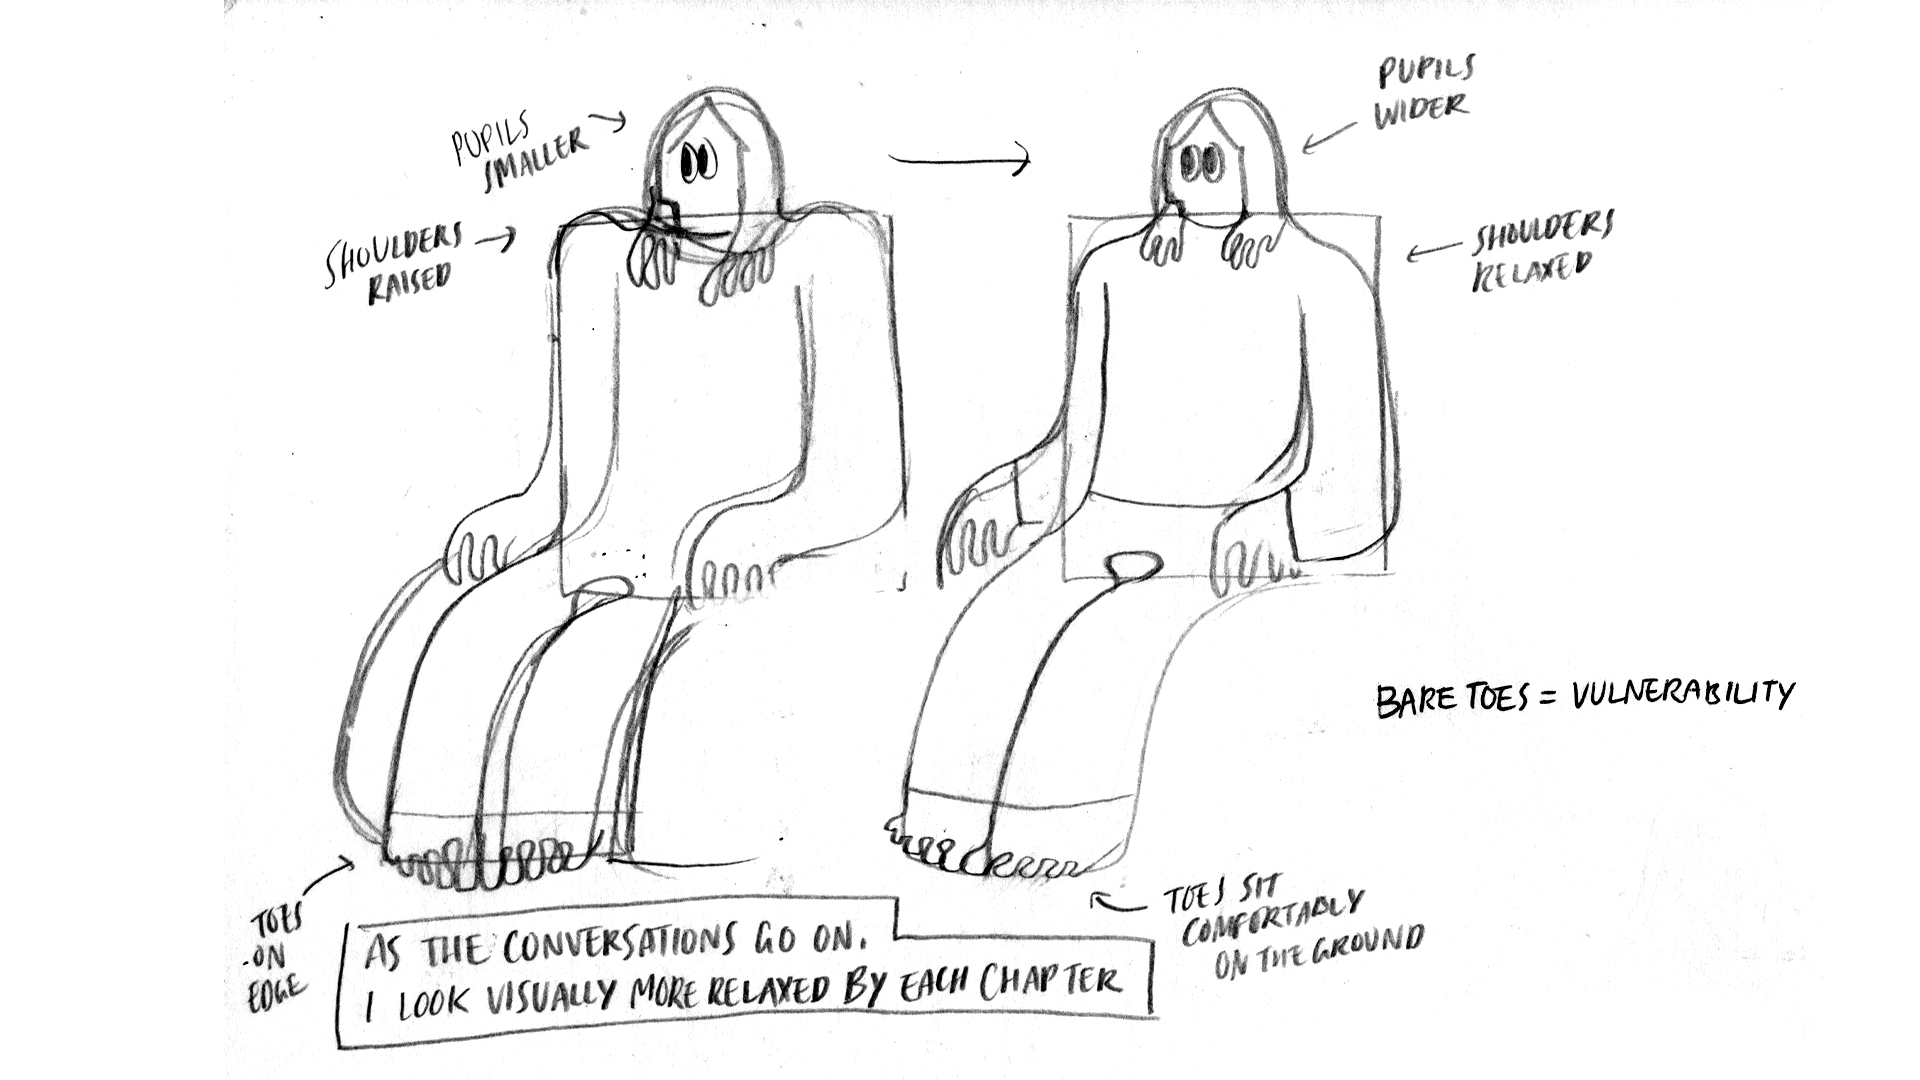 PUPILS
SMALLER
SHOULDERS
RAISED
PUPILS
WIDER
SHOULDERS
RELAXED
BARE TOES = VULNERABILITY
TOES
ON
EDGE
TOES SIT
COMFORTABLY
ON THE GROUND
AS THE CONVERSATIONS GO ON.
I LOOK VISUALLY MORE RELAXED BY EACH CHAPTER